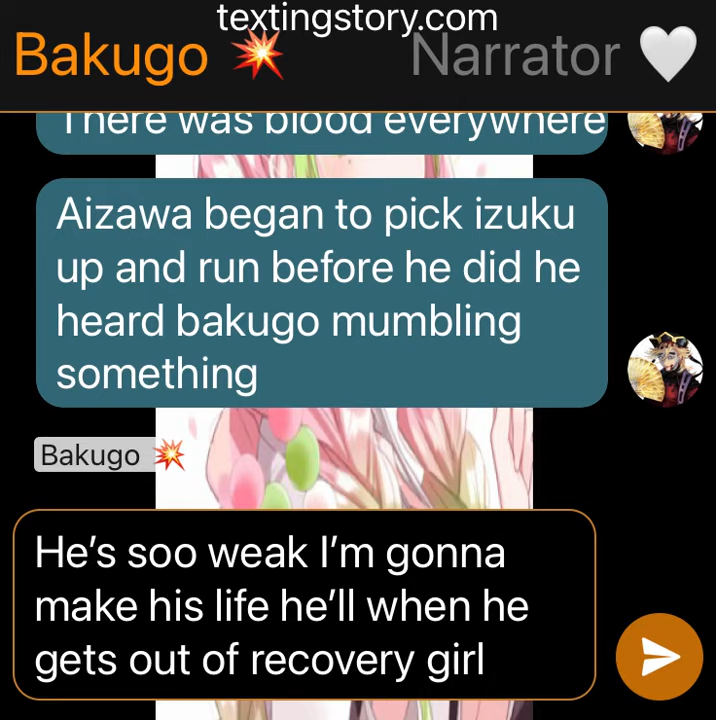 textingstory.com
Bakugo 💥 Narrator 🤍
There was blood everywhere
Aizawa began to pick izuku
up and run before he did he
heard bakugo mumbling
something
Bakugo 💥
He's soo weak I'm gonna
make his life he'll when he
gets out of recovery girl